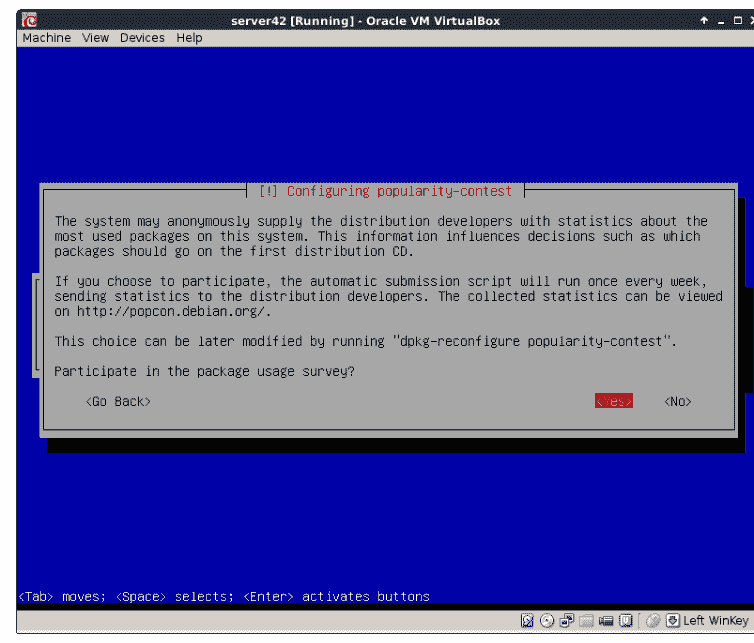 server42 [Running] - Oracle VM VirtualBox
Machine View Devices Help
[!] Configuring popularity-contest
The system may anonymously supply the distribution developers with statistics about the
most used packages on this system. This information influences decisions such as which
packages should go on the first distribution CD.
If you choose to participate, the automatic submission script will run once every week,
sending statistics to the distribution developers. The collected statistics can be viewed
on http://popcon.debian.org/.
This choice can be later modified by running "dpkg-reconfigure popularity-contest".
Participate in the package usage survey?
<Go Back> <Yes> <No>
<Tab> moves; <Space> selects; <Enter> activates buttons
Left WinKey